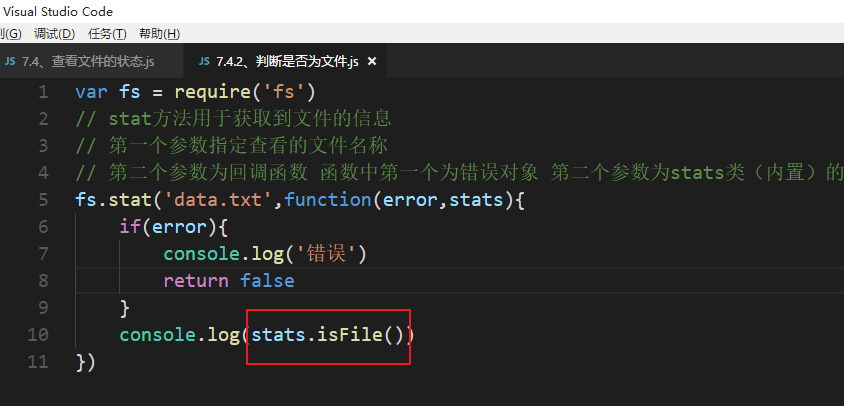 Visual Studio Code
(G) 调试(D) 任务(T) 帮助(H)
JS 7.4、查看文件的状态.js JS 7.4.2、判断是否为文件.js ×
1 var fs = require('fs')
2 // stat方法用于获取到文件的信息
3 // 第一个参数指定查看的文件名称
4 // 第二个参数为回调函数 函数中第一个为错误对象 第二个参数为stats类（内置）的
5 fs.stat('data.txt',function(error,stats){
6 if(error){
7 console.log('错误')
8 return false
9 }
10 console.log(stats.isFile())
11 })